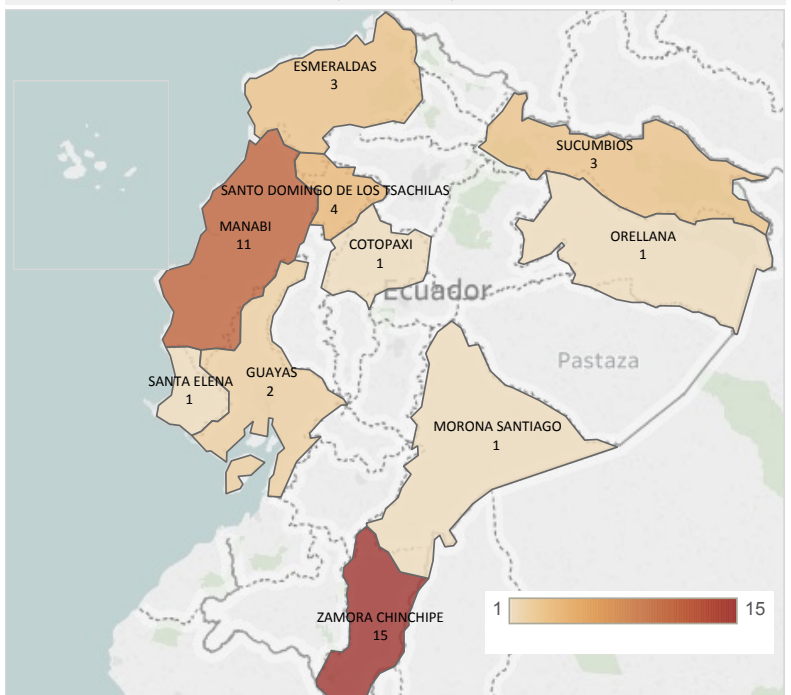 ESMERALDAS
3
SUCUMBIOS
3
SANTO DOMINGO DE LOS TSACHILAS
4
MANABI
11
COTOPAXI
1
ORELLANA
1
Ecuador
Pastaza
SANTA ELENA
1
GUAYAS
2
MORONA SANTIAGO
1
ZAMORA CHINCHIPE
15
1
15